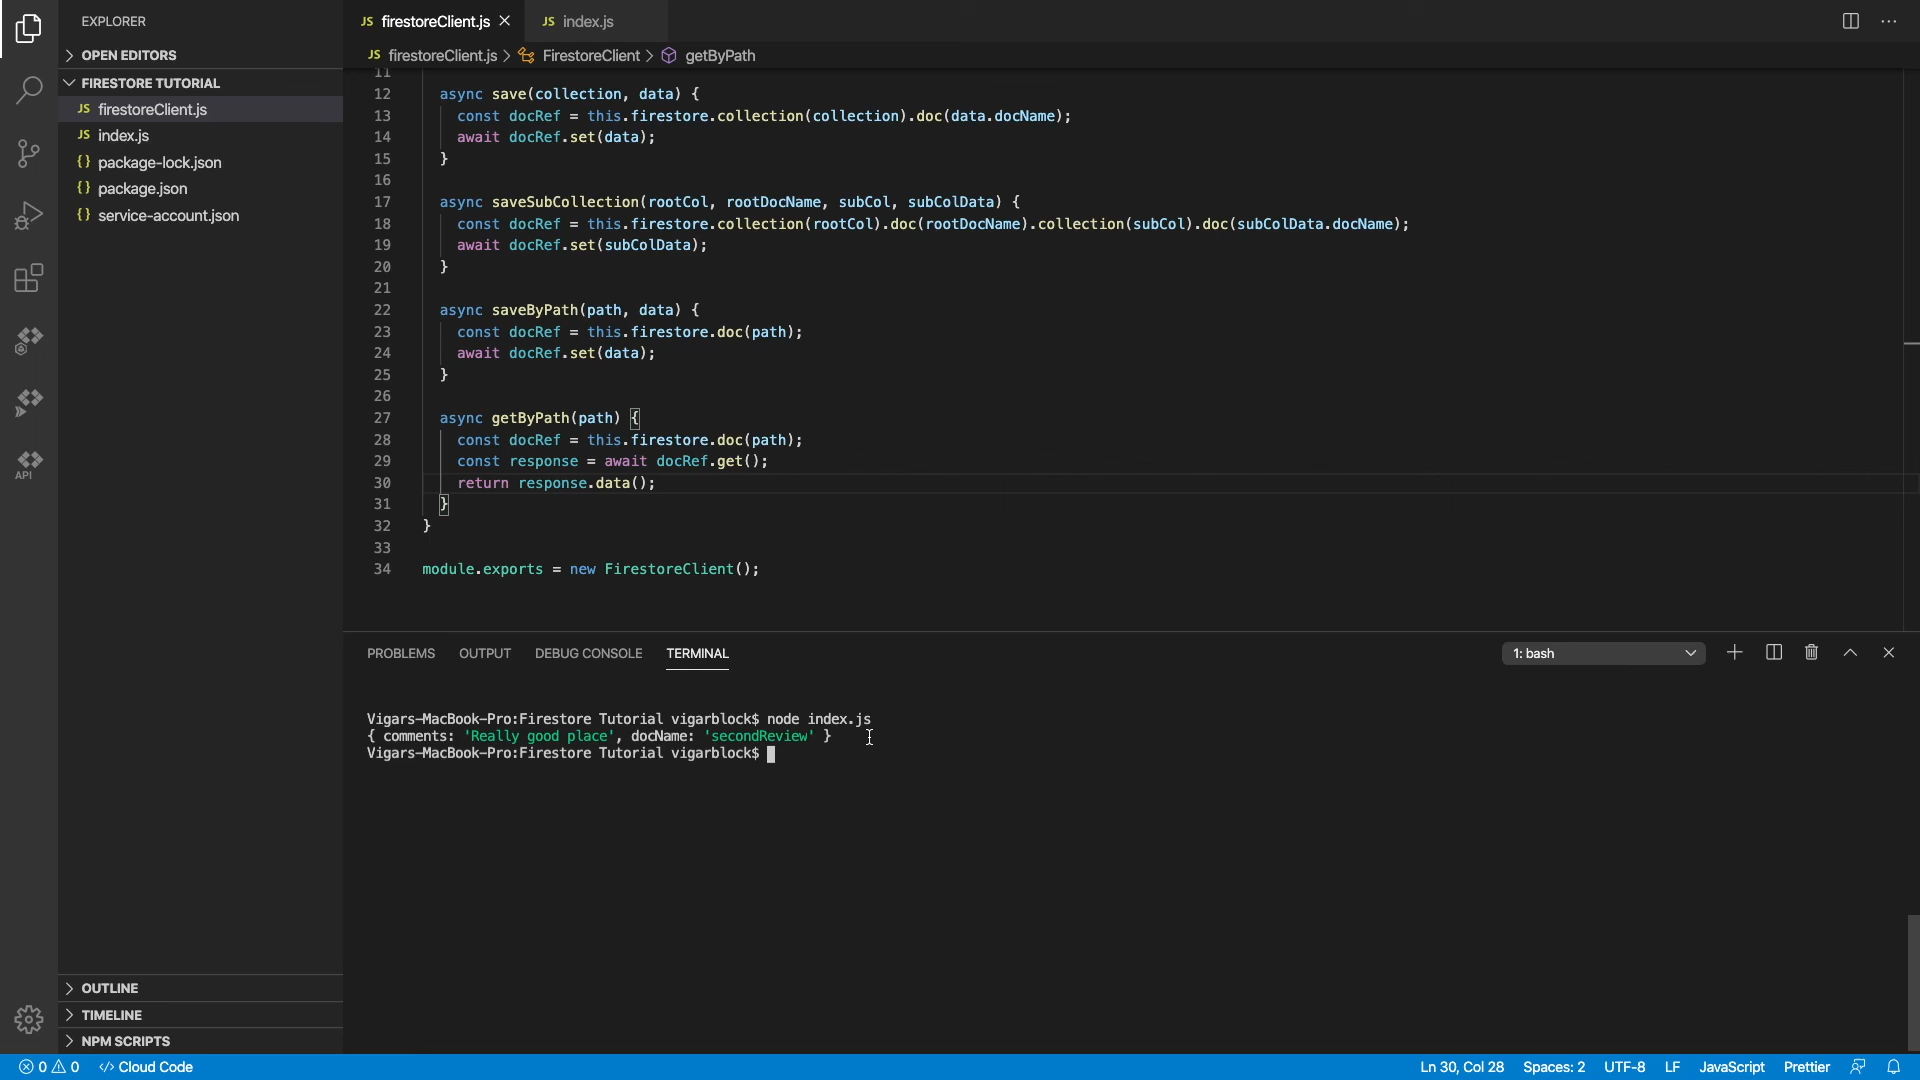 EXPLORER
OPEN EDITORS
FIRESTORE TUTORIAL
JS firestoreClient.js
JS index.js
{} package-lock.json
{} package.json
{} service-account.json
OUTLINE
TIMELINE
NPM SCRIPTS
API
JS firestoreClient.js
JS index.js
JS firestoreClient.js > FirestoreClient > getByPath
11
12 async save(collection, data) {
13 const docRef = this.firestore.collection(collection).doc(data.docName);
14 await docRef.set(data);
15 }
16
17 async saveSubCollection(rootCol, rootDocName, subCol, subColData) {
18 const docRef = this.firestore.collection(rootCol).doc(rootDocName).collection(subCol).doc(subColData.docName);
19 await docRef.set(subColData);
20 }
21
22 async saveByPath(path, data) {
23 const docRef = this.firestore.doc(path);
24 await docRef.set(data);
25 }
26
27 async getByPath(path) {
28 const docRef = this.firestore.doc(path);
29 const response = await docRef.get();
30 return response.data();
31 }
32 }
33
34 module.exports = new FirestoreClient();
PROBLEMS OUTPUT DEBUG CONSOLE TERMINAL 1: bash
Vigars-MacBook-Pro:Firestore Tutorial vigarblock$ node index.js
{ comments: 'Really good place', docName: 'secondReview' }
Vigars-MacBook-Pro:Firestore Tutorial vigarblock$
0 0 Cloud Code Ln 30, Col 28 Spaces: 2 UTF-8 LF JavaScript Prettier